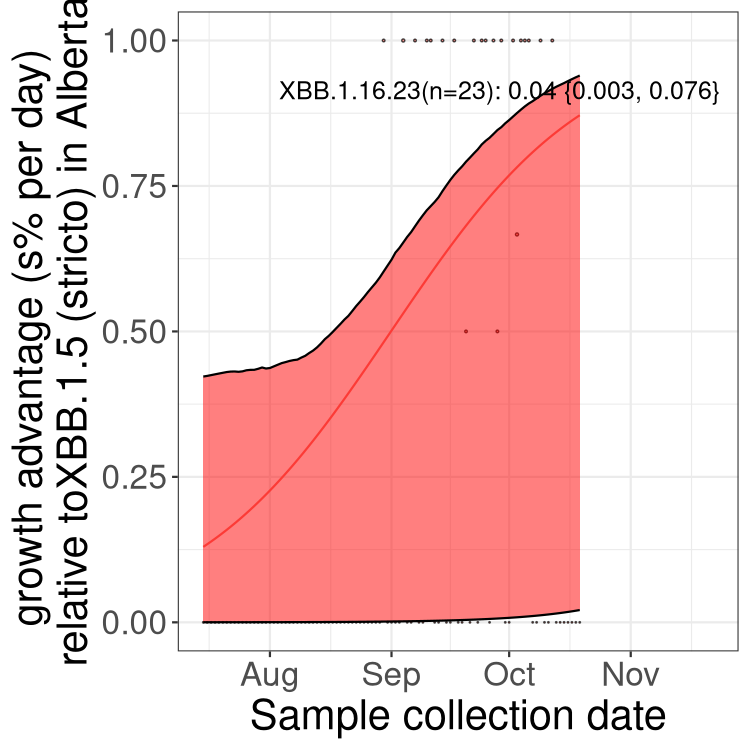 growth advantage (s% per day)
relative toXBB.1.5 (stricto) in Alberta
1.00
XBB.1.16.23(n=23): 0.04 {0.003, 0.076}
0.75
0.50
0.25
0.00
Aug Sep Oct Nov
Sample collection date